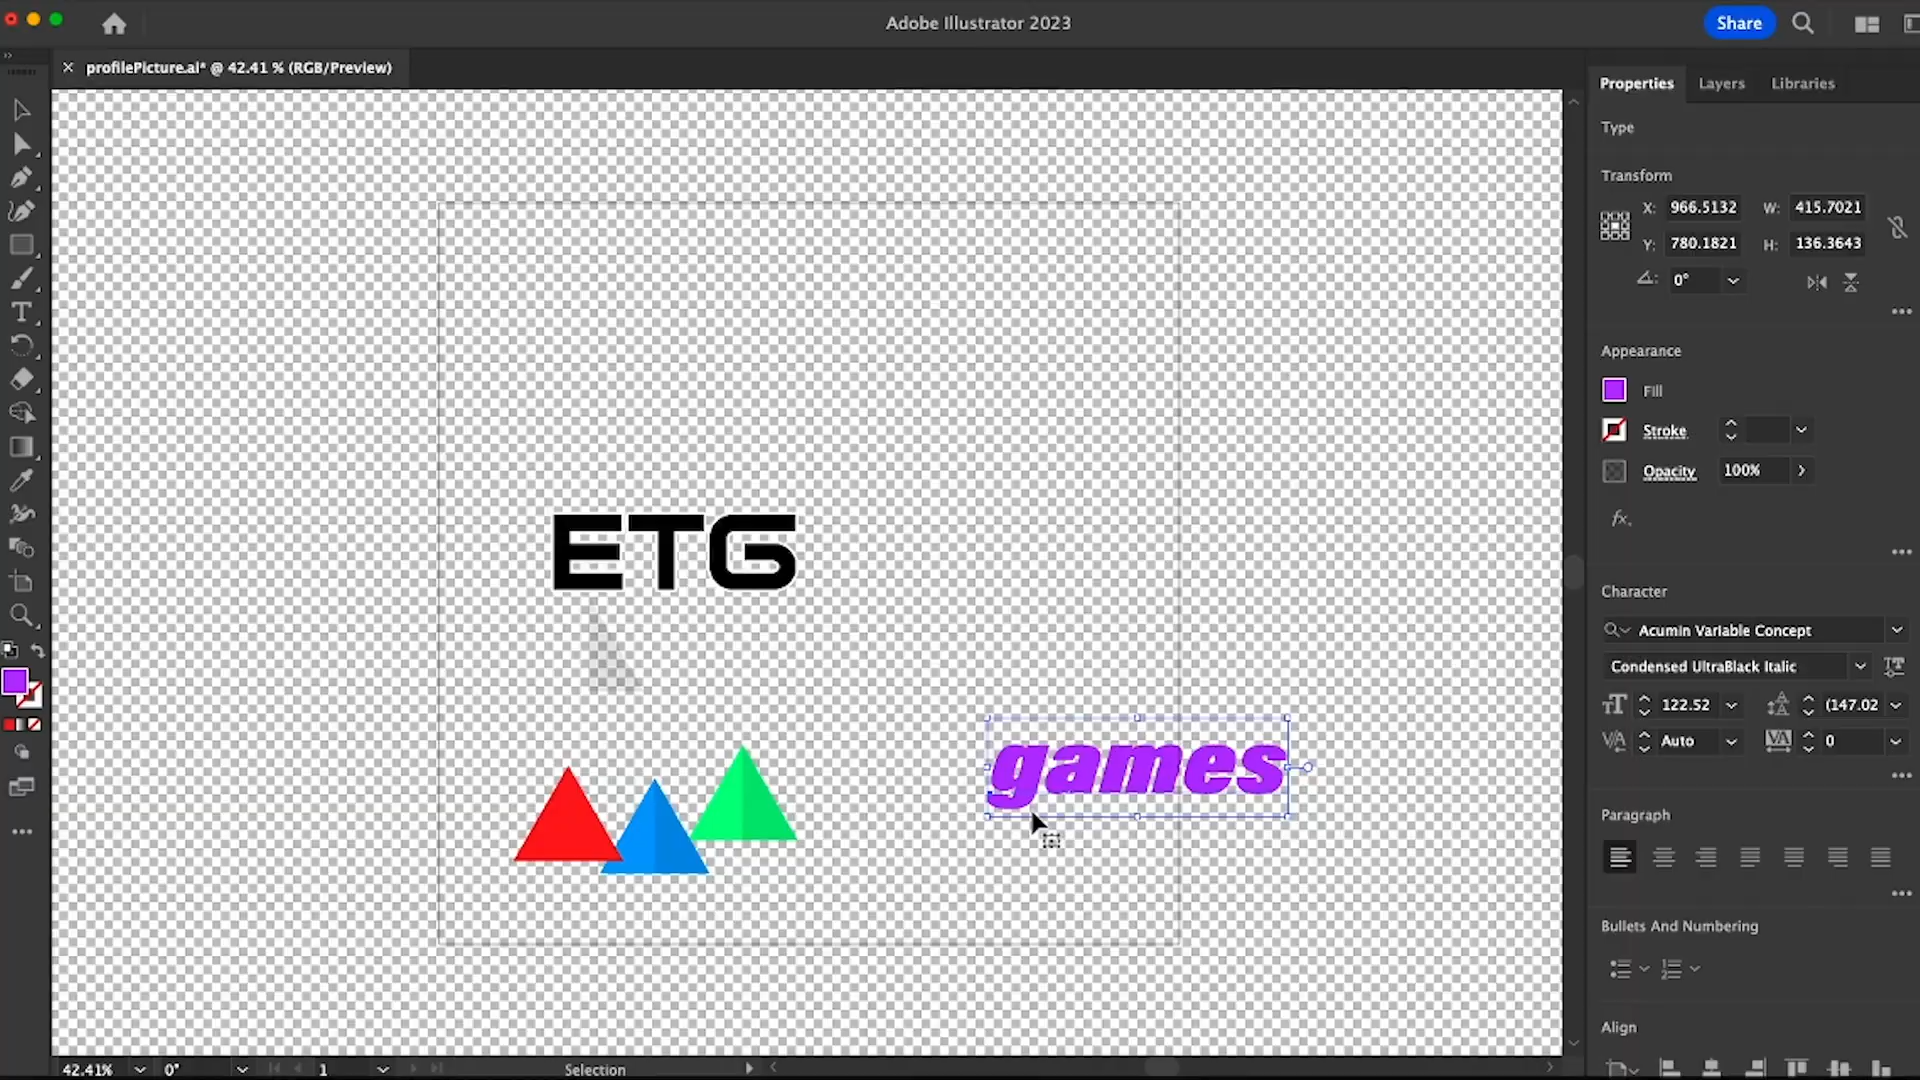 Adobe Illustrator 2023
Share
profilePicture.ai* @ 42.41 % (RGB/Preview)
Properties
Layers
Libraries
Type
Transform
X: 966.5132 W: 415.7021
Y: 780.1821 H: 136.3643
0°
Appearance
Fill
Stroke
Opacity 100%
fx.
Character
Acumin Variable Concept
Condensed UltraBlack Italic
122.52
(147.02
Auto
0
Paragraph
Bullets And Numbering
Align
ETG
games
42.41% 0° 1 Selection